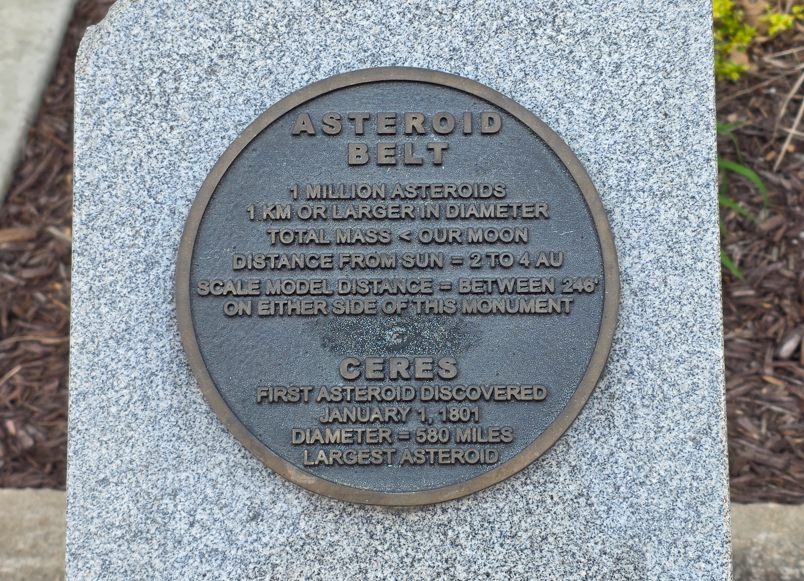 ASTEROID
BELT
1 MILLION ASTEROIDS
1 KM OR LARGER IN DIAMETER
TOTAL MASS < OUR MOON
DISTANCE FROM SUN = 2 TO 4 AU
SCALE MODEL DISTANCE = BETWEEN 246'
ON EITHER SIDE OF THIS MONUMENT
CERES
FIRST ASTEROID DISCOVERED
JANUARY 1, 1801
DIAMETER = 580 MILES
LARGEST ASTEROID